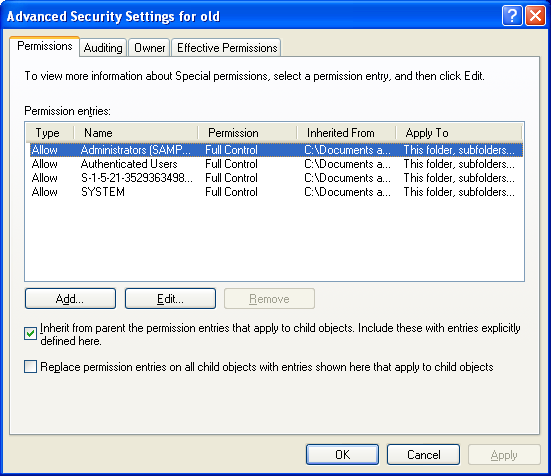 Advanced Security Settings for old
Permissions Auditing Owner Effective Permissions
To view more information about Special permissions, select a permission entry, and then click Edit.
Permission entries:
Type Name Permission Inherited From Apply To
Allow Administrators (SAMP... Full Control C:\Documents a... This folder, subfolders...
Allow Authenticated Users Full Control C:\Documents a... This folder, subfolders...
Allow S-1-5-21-3529363498... Full Control C:\Documents a... This folder, subfolders...
Allow SYSTEM Full Control C:\Documents a... This folder, subfolders...
Add... Edit... Remove
Inherit from parent the permission entries that apply to child objects. Include these with entries explicitly
defined here.
Replace permission entries on all child objects with entries shown here that apply to child objects
OK Cancel Apply